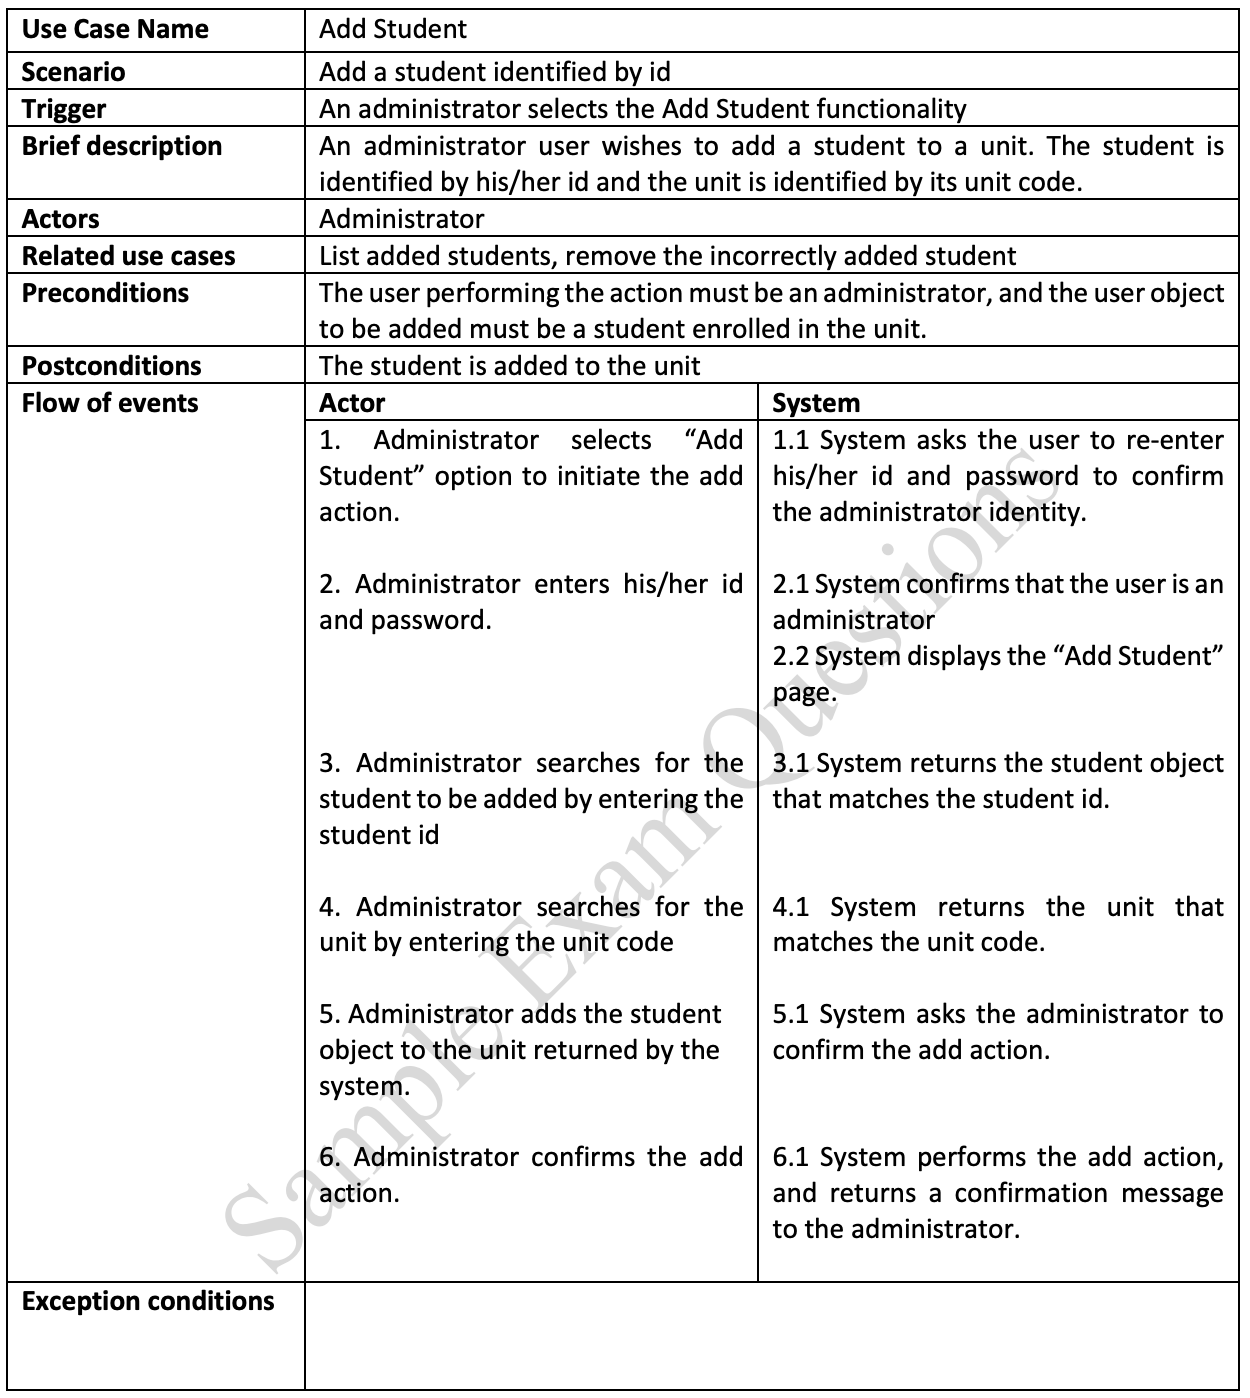 Use Case Name Add Student
Scenario Add a student identified by id
Trigger An administrator selects the Add Student functionality
Brief description An administrator user wishes to add a student to a unit. The student is
identified by his/her id and the unit is identified by its unit code.
Actors Administrator
Related use cases List added students, remove the incorrectly added student
Preconditions The user performing the action must be an administrator, and the user object
to be added must be a student enrolled in the unit.
Postconditions The student is added to the unit
Flow of events Actor System
1. Administrator selects “Add
Student” option to initiate the add
action.
1.1 System asks the user to re-enter
his/her id and password to confirm
the administrator identity.
2. Administrator enters his/her id
and password.
2.1 System confirms that the user is an
administrator
2.2 System displays the “Add Student”
page.
3. Administrator searches for the
student to be added by entering the
student id
3.1 System returns the student object
that matches the student id.
4. Administrator searches for the
unit by entering the unit code
4.1 System returns the unit that
matches the unit code.
5. Administrator adds the student
object to the unit returned by the
system.
5.1 System asks the administrator to
confirm the add action.
6. Administrator confirms the add
action.
6.1 System performs the add action,
and returns a confirmation message
to the administrator.
Exception conditions
Sample Exam Questions